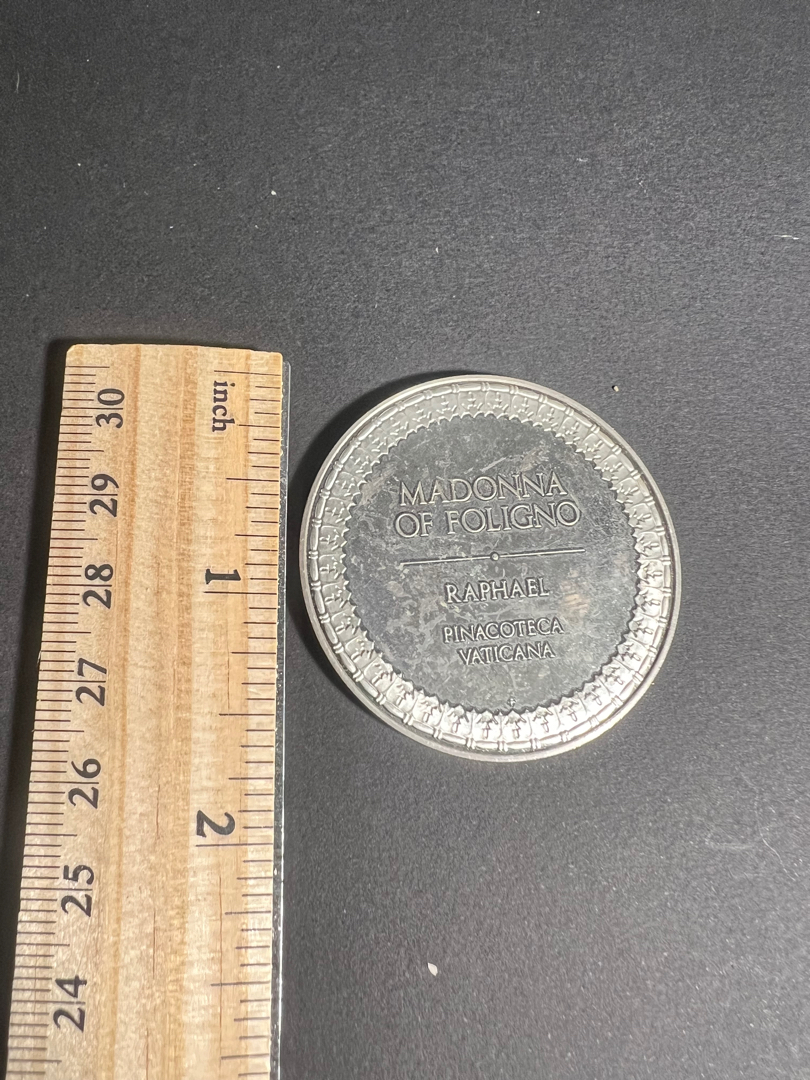 inch
1
2
30
29
28
27
26
25
24
MADONNA
OF FOLIGNO
RAPHAEL
PINACOTECA
VATICANA